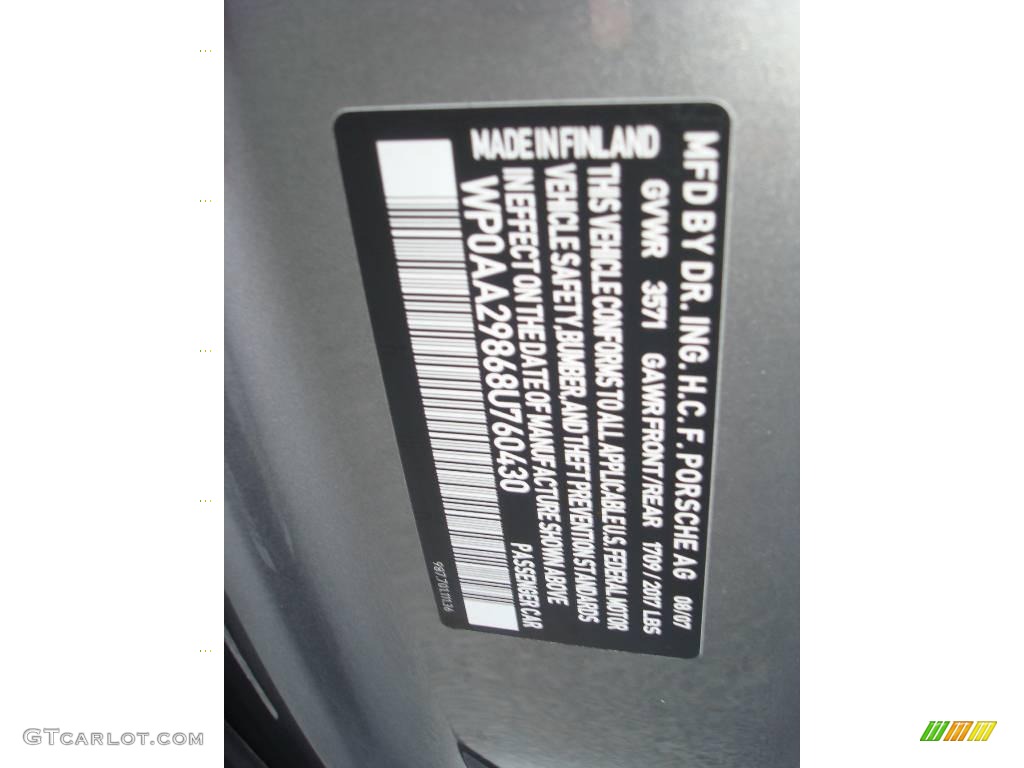 MFD BY DR. ING. H.C. F. PORSCHE AG 08/07
GVWR 3571 GAWR FRONT/REAR 1709 / 2017 LBS
THIS VEHICLE CONFORMS TO ALL APPLICABLE U.S. FEDERAL MOTOR
VEHICLE SAFETY, BUMBER, AND THEFT PREVENTION STANDARDS
IN EFFECT ON THE DATE OF MANUFACTURE SHOWN ABOVE
MADE IN FINLAND
WP0AA29868U760430 PASSENGER CAR
GTCARLOT.COM